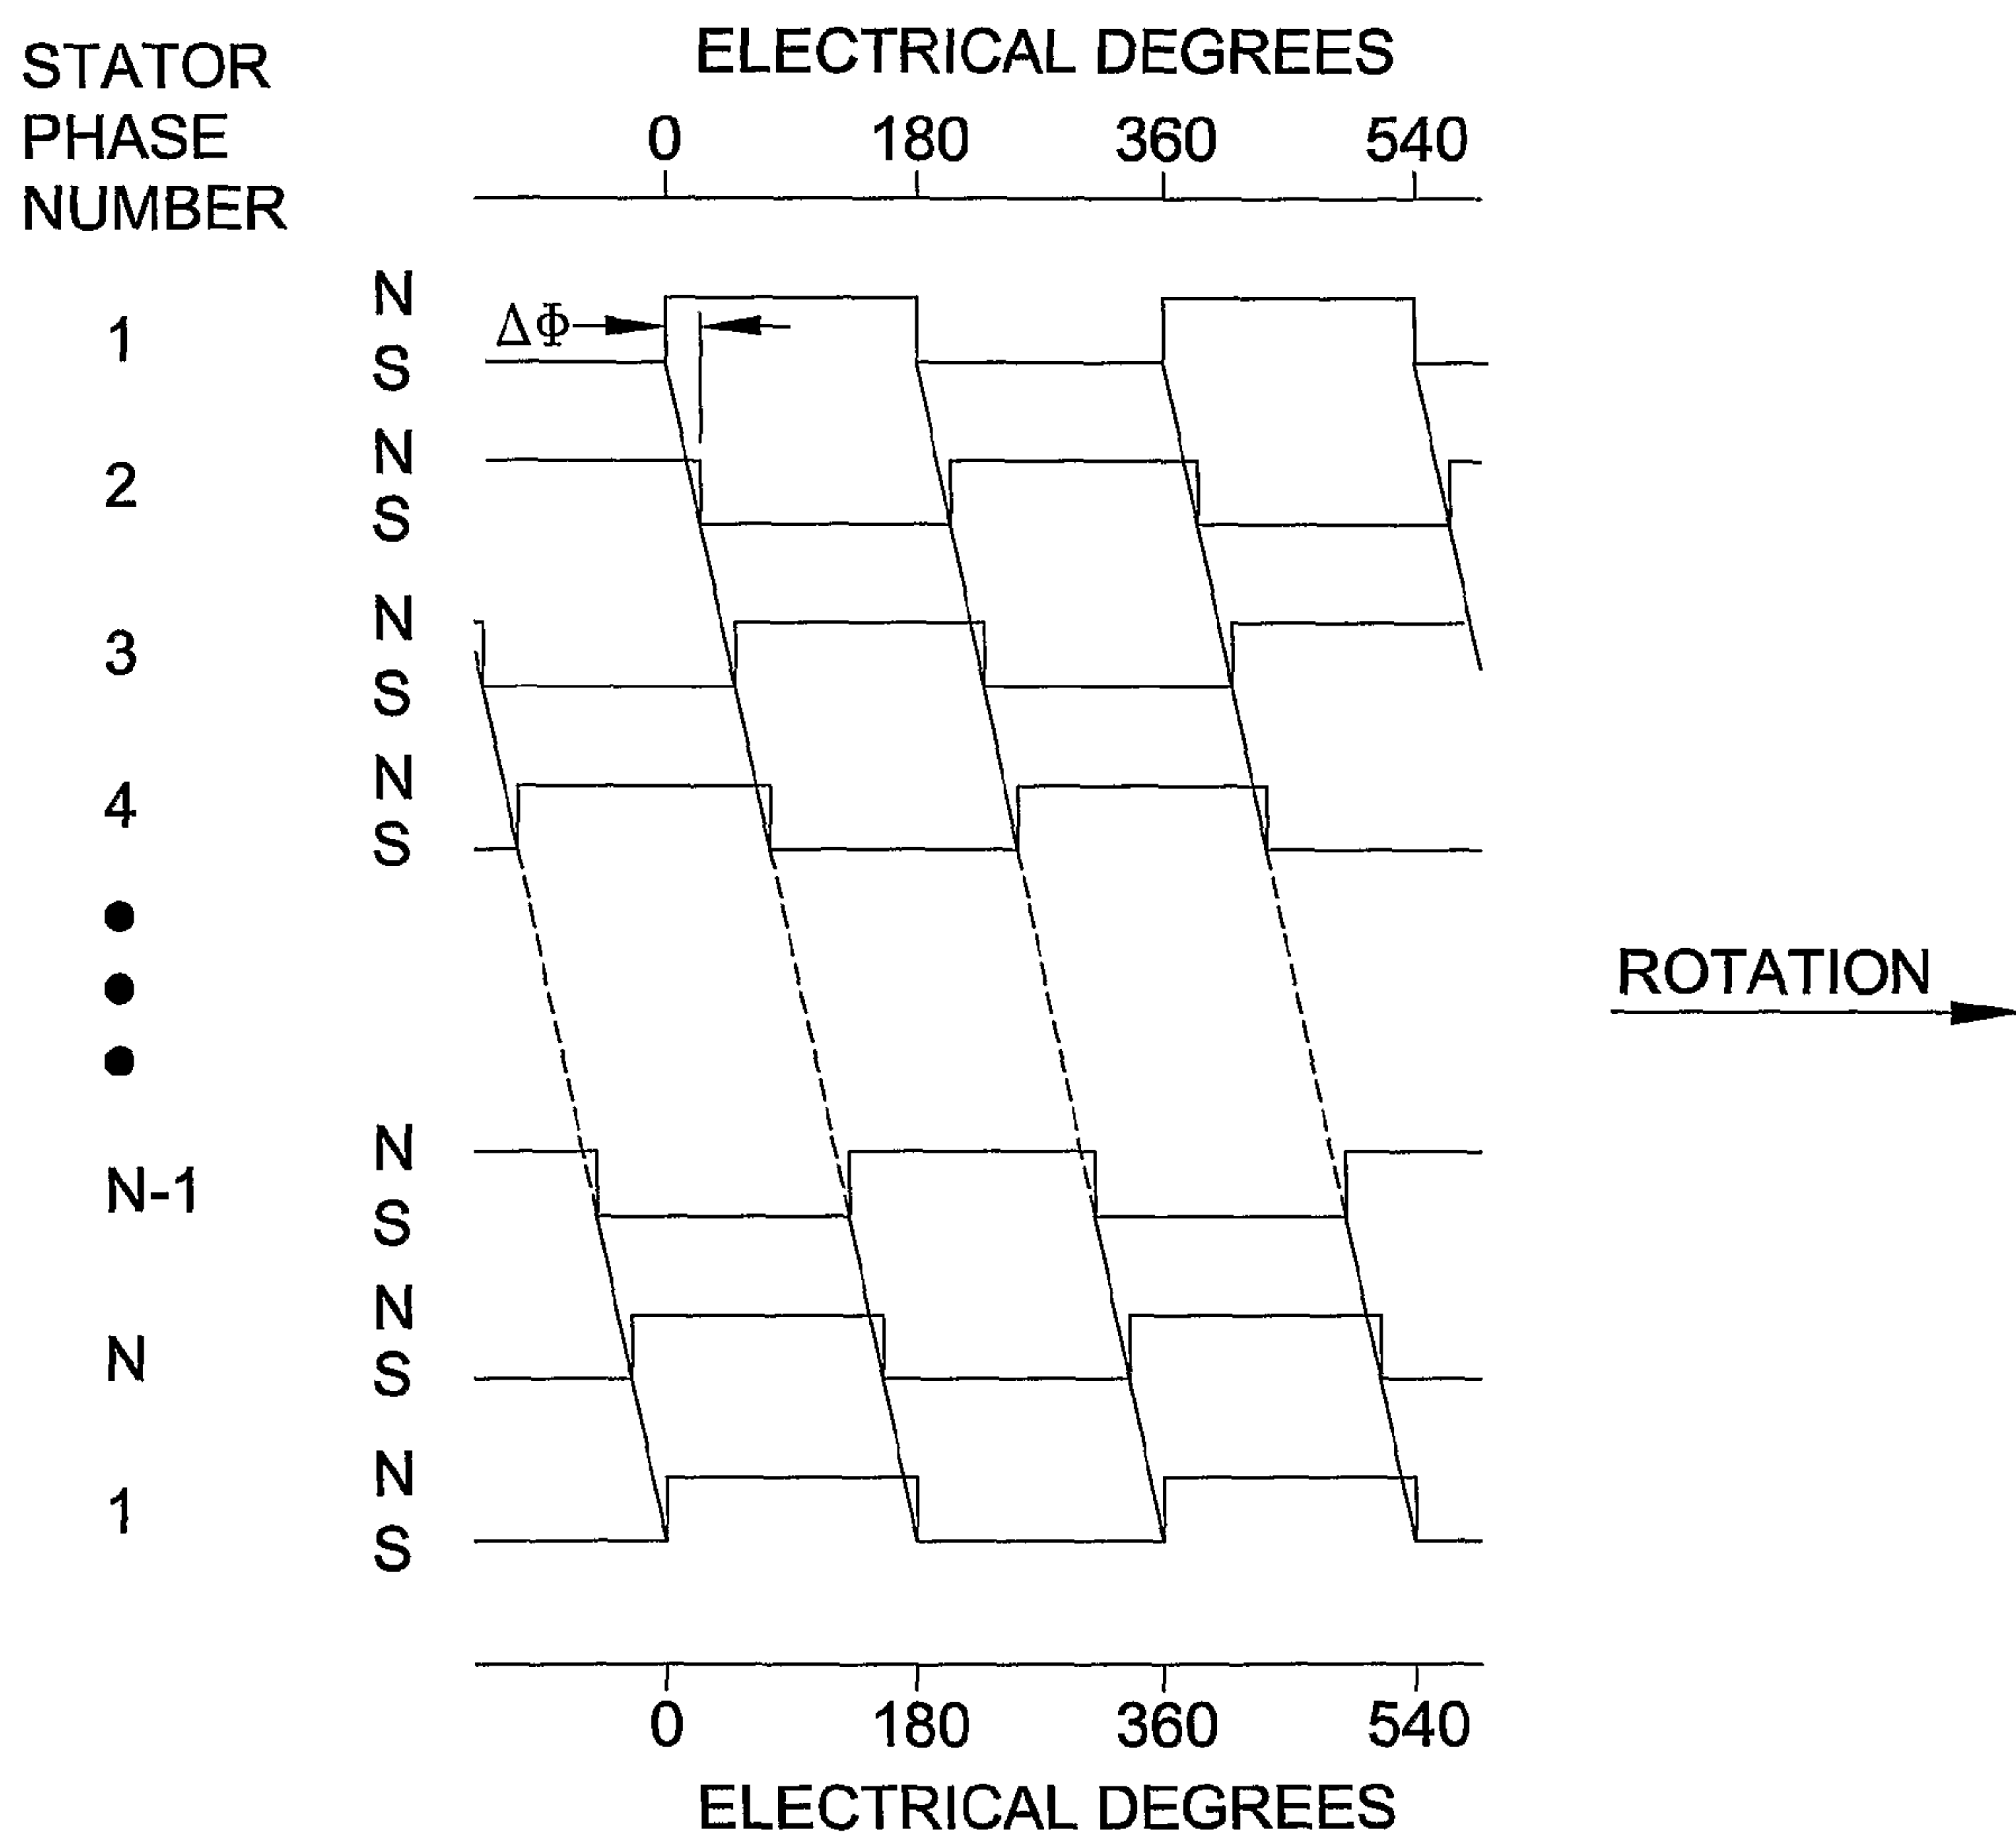 STATOR
PHASE
NUMBER
ELECTRICAL DEGREES
0 180 360 540
1 N
S
ΔΦ
2 N
S
3 N
S
4 N
S
ROTATION
N-1 N
S
N N
S
1 N
S
0 180 360 540
ELECTRICAL DEGREES